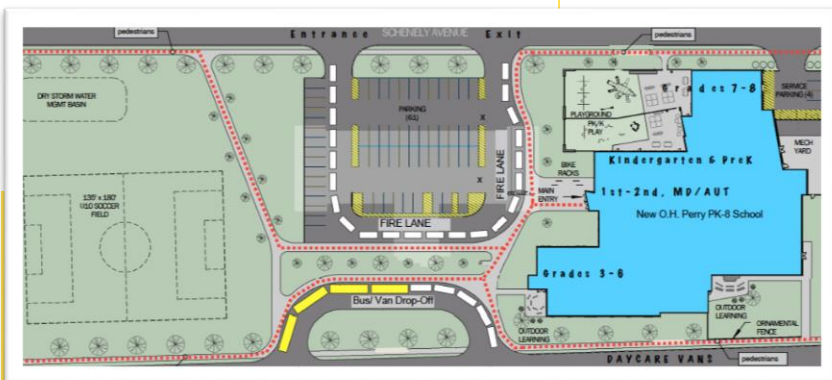 pedestrians
Entrance SCHENELY AVENUE Exit
pedestrians
DRY STORM WATER
MGMT BASIN
PARKING
(61)
X
X
PLAYGROUND
PK/K
PLAY
Grades 7-8
SERVICE
PARKING (4)
MECH
YARD
Kindergarten & PreK
BIKE
RACKS
FIRE LANE
MAIN
ENTRY
1st-2nd, MD/AUT
New O.H. Perry PK-8 School
135' x 180'
U10 SOCCER
FIELD
FIRE LANE
Grades 3-6
Bus/ Van Drop-Off
OUTDOOR
LEARNING
OUTDOOR
LEARNING
ORNAMENTAL
FENCE
DAYCARE VANS
pedestrians